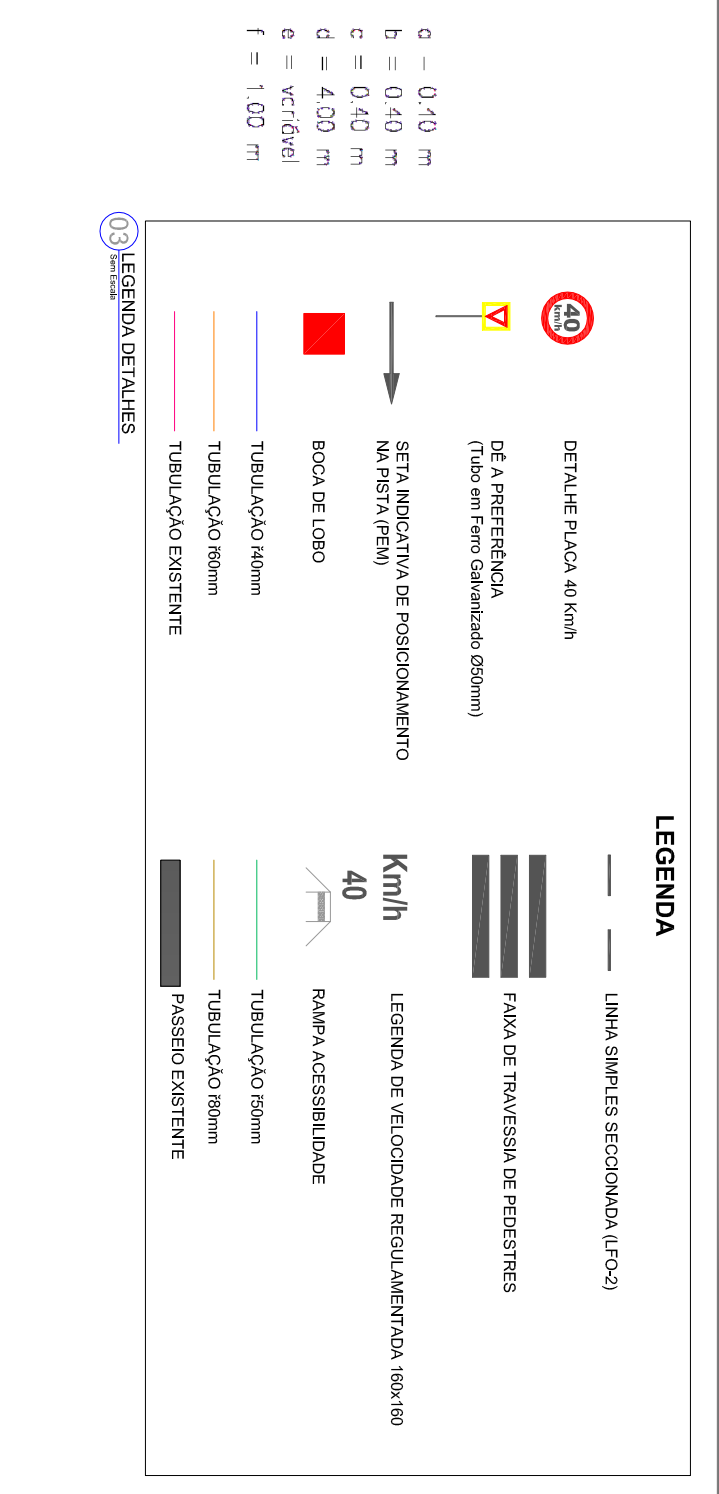 a = 0.40 m
b = 0.40 m
c = 0.40 m
d = 4.00 m
e = variável
f = 1.00 m
LEGENDA
40
km/h
DETALHE PLACA 40 Km/h
DÊ A PREFERÊNCIA
(Tubo em Ferro Galvanizado Ø50mm)
SETA INDICATIVA DE POSICIONAMENTO
NA PISTA (PEM)
BOCA DE LOBO
TUBULAÇÃO ř40mm
TUBULAÇÃO ř60mm
TUBULAÇÃO EXISTENTE
LINHA SIMPLES SECCIONADA (LFO-2)
FAIXA DE TRAVESSIA DE PEDESTRES
Km/h
40
LEGENDA DE VELOCIDADE REGULAMENTADA 160x160
RAMPA ACESSIBILIDADE
TUBULAÇÃO ř50mm
TUBULAÇÃO ř80mm
PASSEIO EXISTENTE
03
LEGENDA DETALHES
Sem Escala